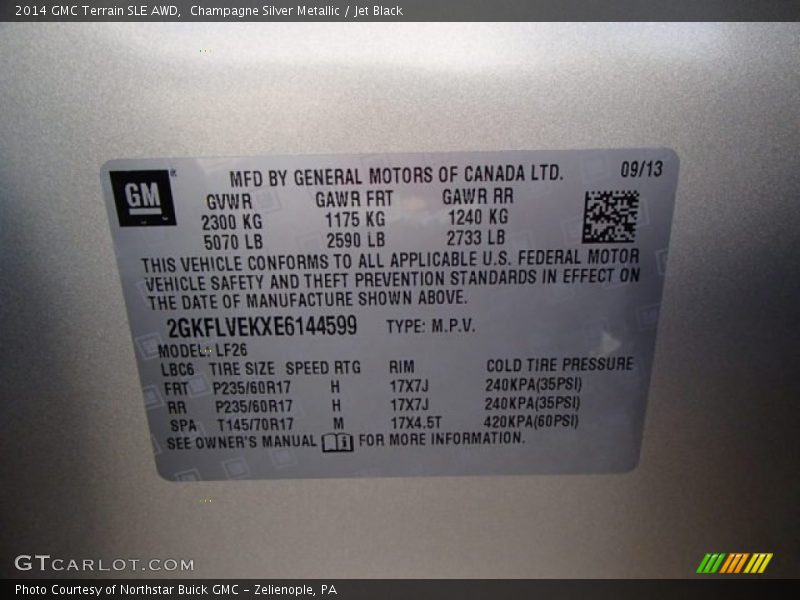 2014 GMC Terrain SLE AWD, Champagne Silver Metallic / Jet Black
GM
MFD BY GENERAL MOTORS OF CANADA LTD. 09/13
GVWR GAWR FRT GAWR RR
2300 KG 1175 KG 1240 KG
5070 LB 2590 LB 2733 LB
THIS VEHICLE CONFORMS TO ALL APPLICABLE U.S. FEDERAL MOTOR
VEHICLE SAFETY AND THEFT PREVENTION STANDARDS IN EFFECT ON
THE DATE OF MANUFACTURE SHOWN ABOVE.
2GKFLVEKXE6144599 TYPE: M.P.V.
MODEL: LF26
LBC6 TIRE SIZE SPEED RTG RIM COLD TIRE PRESSURE
FRT P235/60R17 H 17X7J 240KPA(35PSI)
RR P235/60R17 H 17X7J 240KPA(35PSI)
SPA T145/70R17 M 17X4.5T 420KPA(60PSI)
SEE OWNER'S MANUAL FOR MORE INFORMATION.
GTCARLOT.COM
Photo Courtesy of Northstar Buick GMC - Zelienople, PA